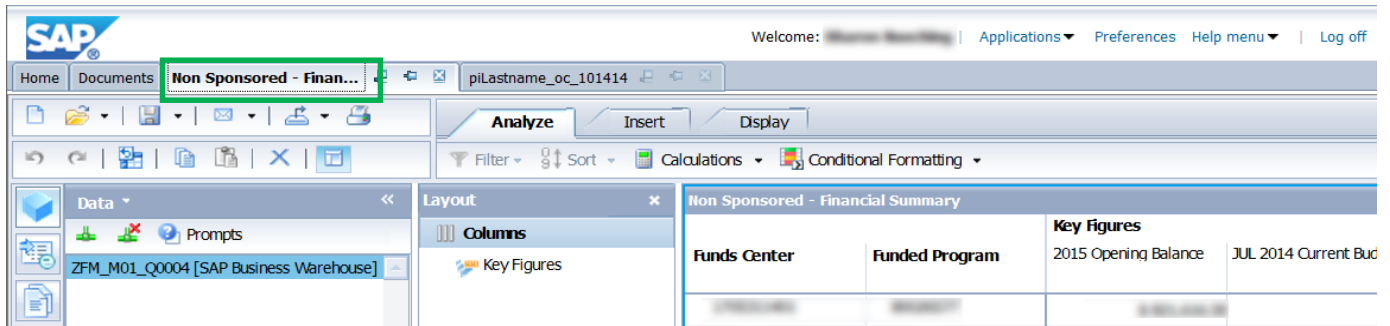 SAP
Welcome: | Applications Preferences Help menu | Log off
Home Documents Non Sponsored - Finan... piLastname_oc_101414
Analyze Insert Display
Filter Sort Calculations Conditional Formatting
Data Layout Non Sponsored - Financial Summary
Prompts Columns Key Figures
ZFM_M01_Q0004 [SAP Business Warehouse] Key Figures Funds Center Funded Program 2015 Opening Balance JUL 2014 Current Bud